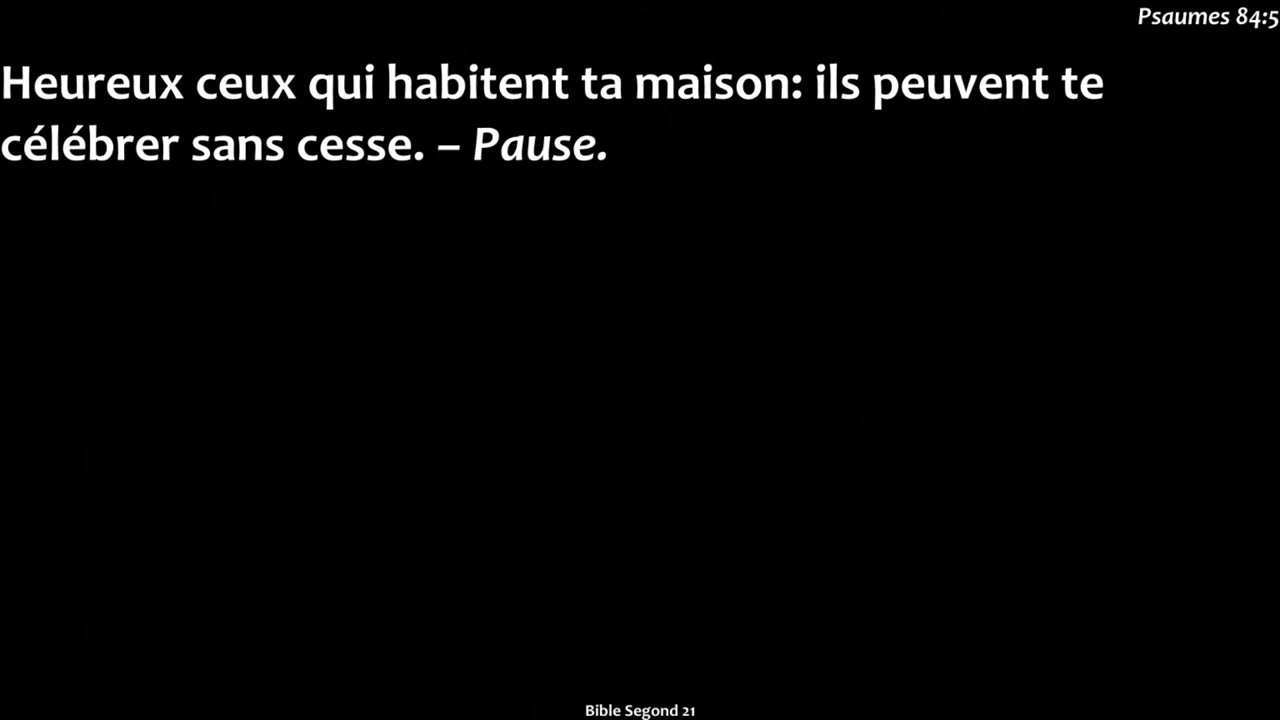 Psaumes 84:5
Heureux ceux qui habitent ta maison: ils peuvent te
célébrer sans cesse. – Pause.
Bible Segond 21